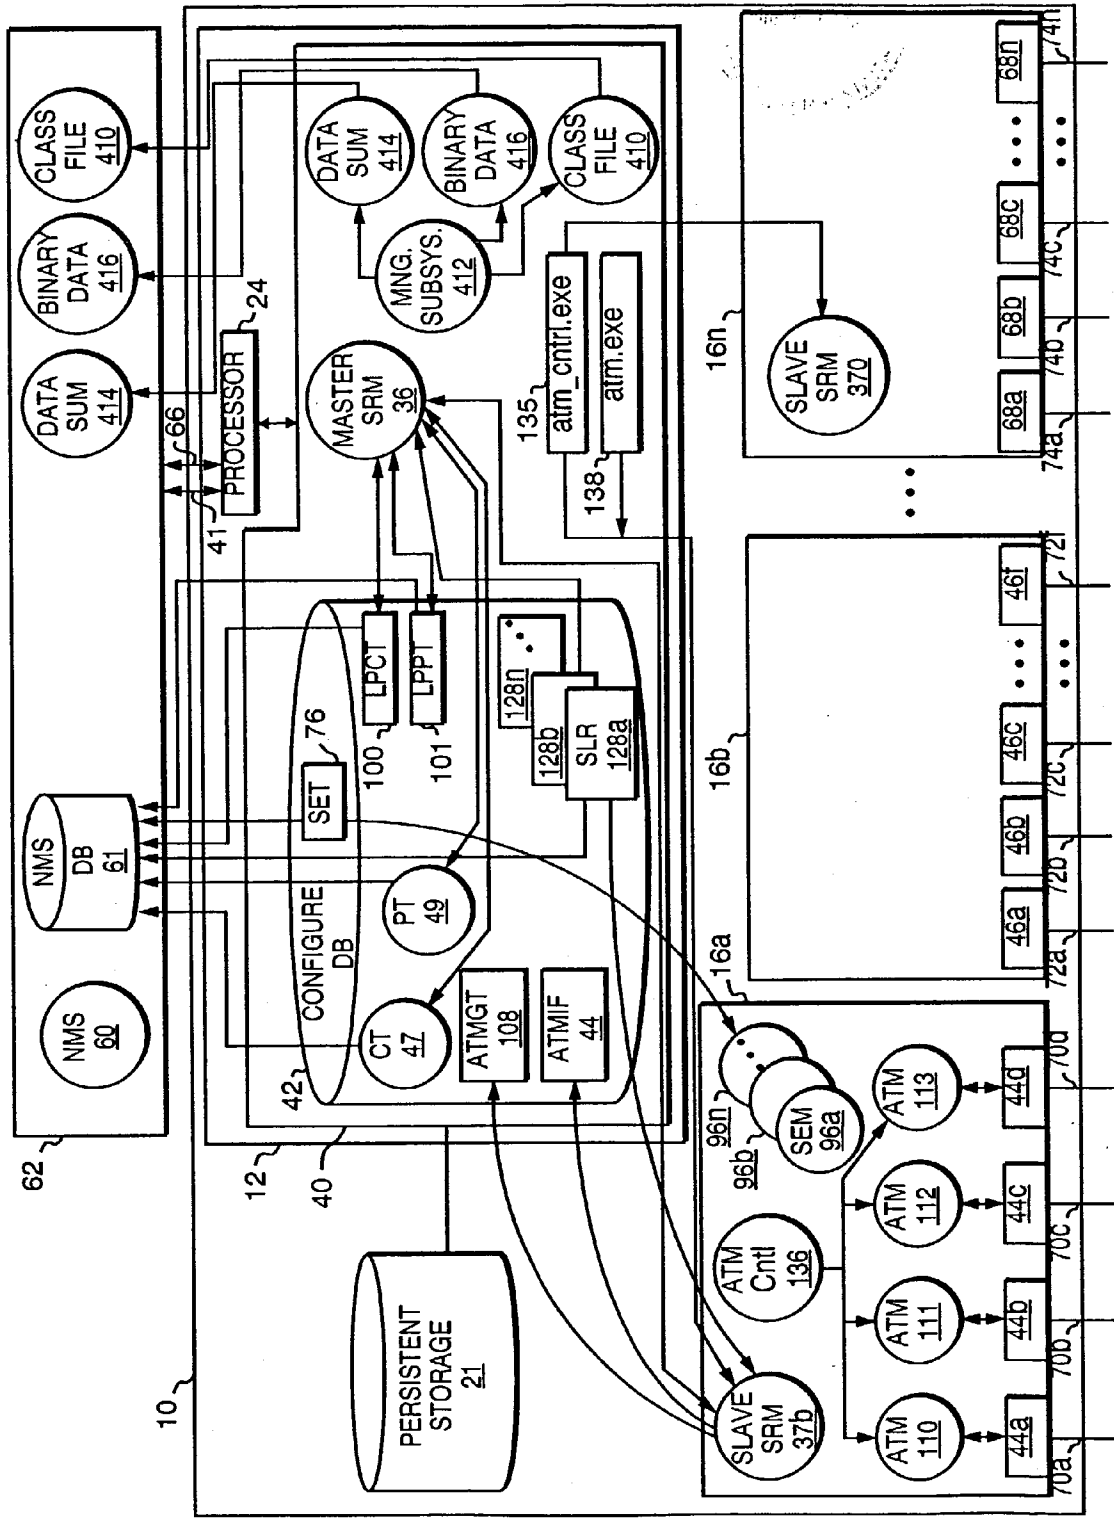 62
NMS
60
NMS
DB
61
DATA
SUM
414
BINARY
DATA
416
CLASS
FILE
410
10
12
40
42
41
66
PROCESSOR
24
PERSISTENT
STORAGE
21
CONFIGURE
DB
SET
76
CT
47
PT
49
LPCT
100
LPPT
101
ATMGT
108
ATMIF
44
SLR
128a
128b
128n
MASTER
SRM
36
MNG.
SUBSYS.
412
DATA
SUM
414
BINARY
DATA
416
CLASS
FILE
410
135
atm_cntrl.exe
138
atm.exe
16a
SLAVE
SRM
37b
ATM
Cntl
136
SEM
96a
96b
96n
ATM
110
ATM
111
ATM
112
ATM
113
44a
44b
44c
44d
70a
70b
70c
70d
16b
46a
46b
46c
46f
72a
72b
72c
72f
16n
SLAVE
SRM
370
68a
68b
68c
68n
74a
74b
74c
74n